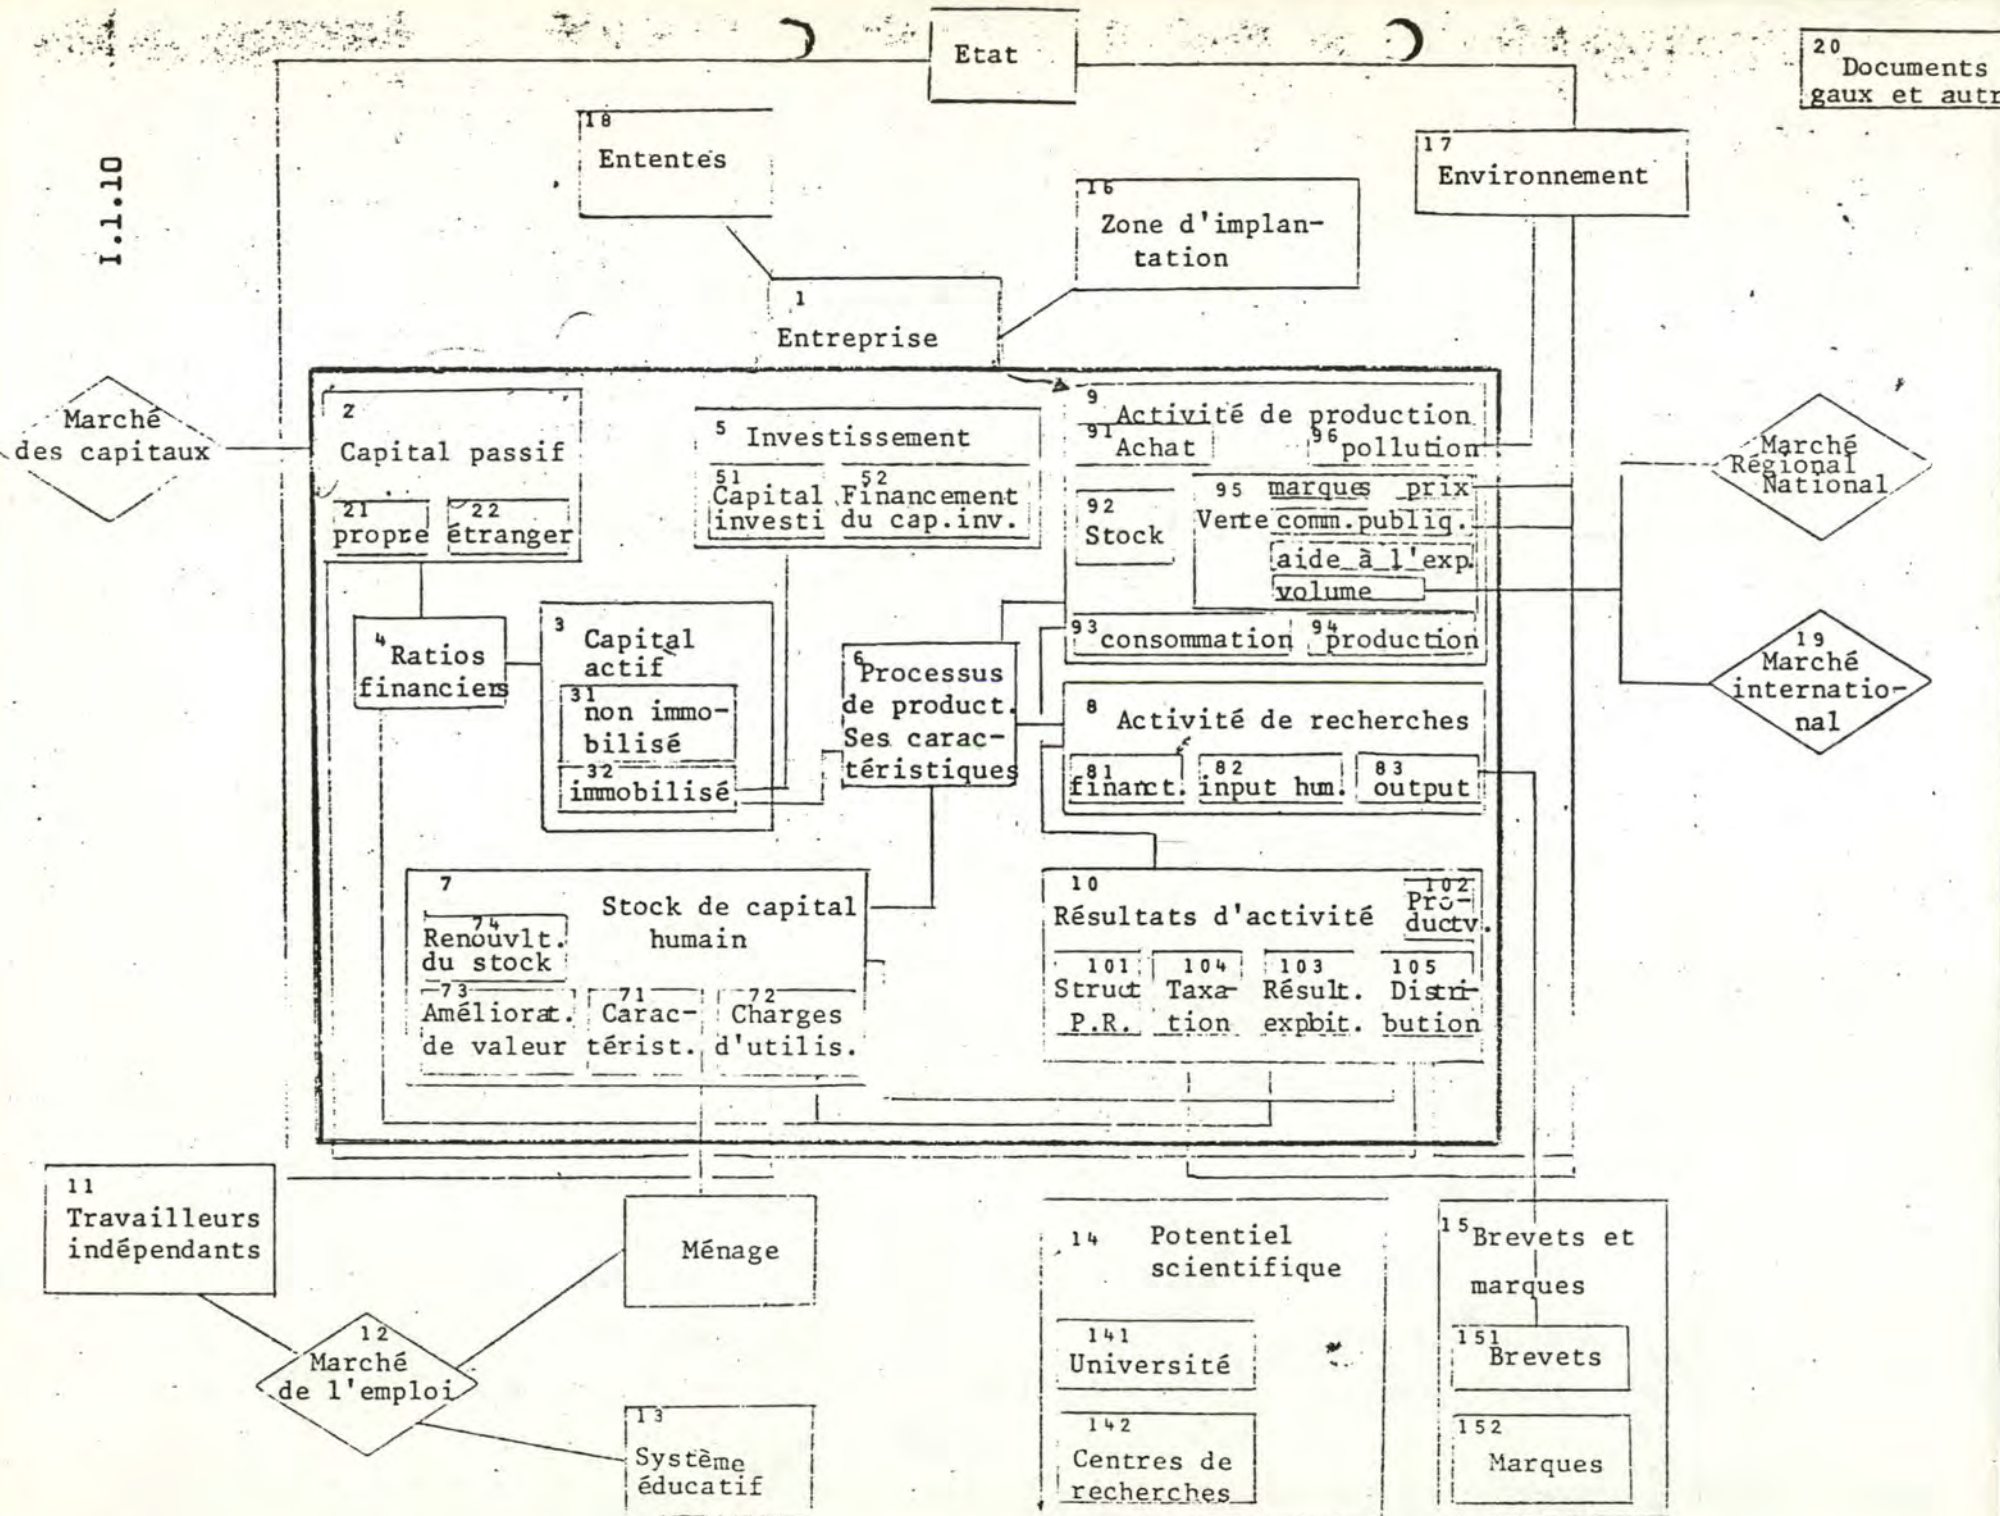 I.1.10
Etat
20
Documents
gaux et autr
18
Ententes
17
Environnement
16
Zone d'implan-
tation
1
Entreprise
Marché
des capitaux
2
Capital passif
21
propre
22
étranger
5 Investissement
51
Capital
investi
52
Financement
du cap.inv.
9
Activité de production
91
Achat
96
pollution
92
Stock
95 marques prix
Vente comm.publiq.
aide à l'exp.
volume
93
consommation
94
production
Marché
Régional
National
19
Marché
internatio-
nal
4
Ratios
financiers
3
Capital
actif
31
non immo-
bilisé
32
immobilisé
6
Processus
de product.
Ses carac-
téristiques
8
Activité de recherches
81
financt.
82
input hum.
83
output
7
Stock de capital
humain
74
Renouvlt.
du stock
73
Améliorat.
de valeur
71
Carac-
térist.
72
Charges
d'utilis.
10
Résultats d'activité
102
Pro-
ductv.
101
Struct
P.R.
104
Taxa-
tion
103
Résult.
expbit.
105
Distri-
bution
11
Travailleurs
indépendants
Ménage
12
Marché
de l'emploi
13
Système
éducatif
14
Potentiel
scientifique
141
Université
142
Centres de
recherches
15
Brevets et
marques
151
Brevets
152
Marques